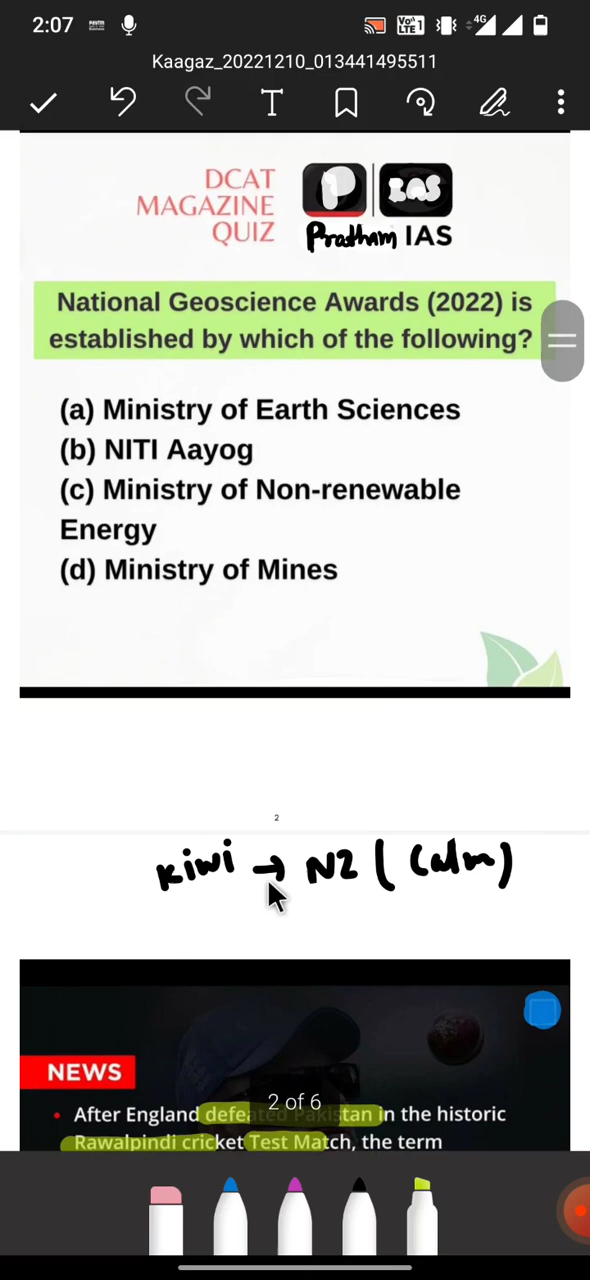 2:07
4G
Kaagaz_20221210_013441495511
T
DCAT
MAGAZINE
QUIZ
P IAS
Pratham IAS
National Geoscience Awards (2022) is
established by which of the following?
(a) Ministry of Earth Sciences
(b) NITI Aayog
(c) Ministry of Non-renewable
Energy
(d) Ministry of Mines
2
Kiwi → NZ (Calm)
NEWS
2 of 6
• After England defeated Pakistan in the historic
Rawalpindi cricket Test Match, the term